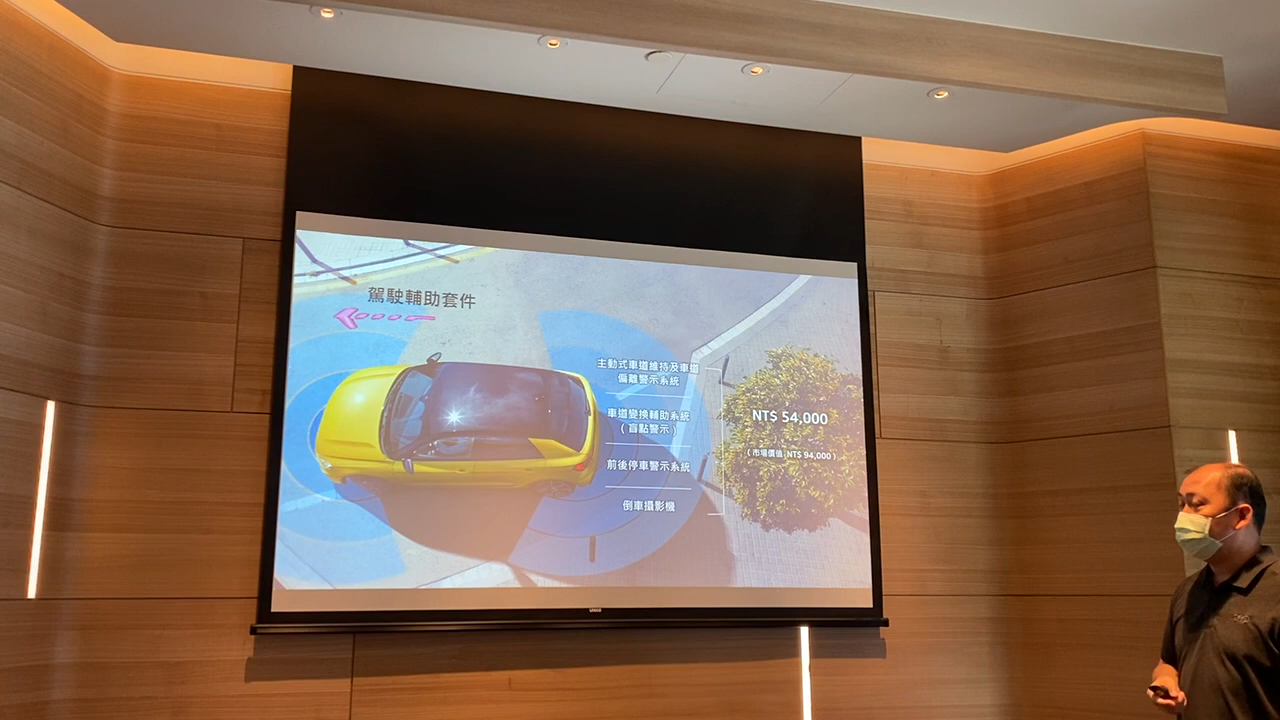 駕駛輔助套件
主動式車道維持及車道
偏離警示系統
車道變換輔助系統
（盲點警示）
前後停車警示系統
倒車攝影機
NT$ 54,000
（市場價值 NT$ 94,000）